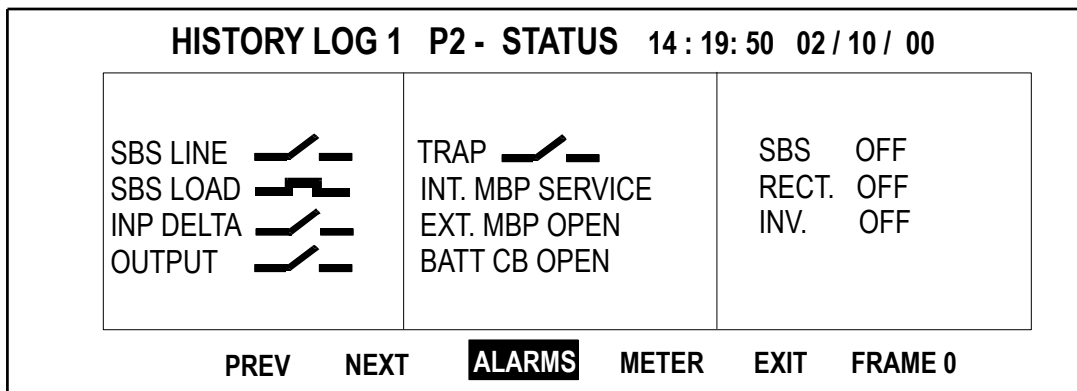 HISTORY LOG 1 P2 - STATUS 14 : 19: 50 02 / 10 / 00
SBS LINE
SBS LOAD
INP DELTA
OUTPUT
TRAP
INT. MBP SERVICE
EXT. MBP OPEN
BATT CB OPEN
SBS OFF
RECT. OFF
INV. OFF
PREV NEXT ALARMS METER EXIT FRAME 0